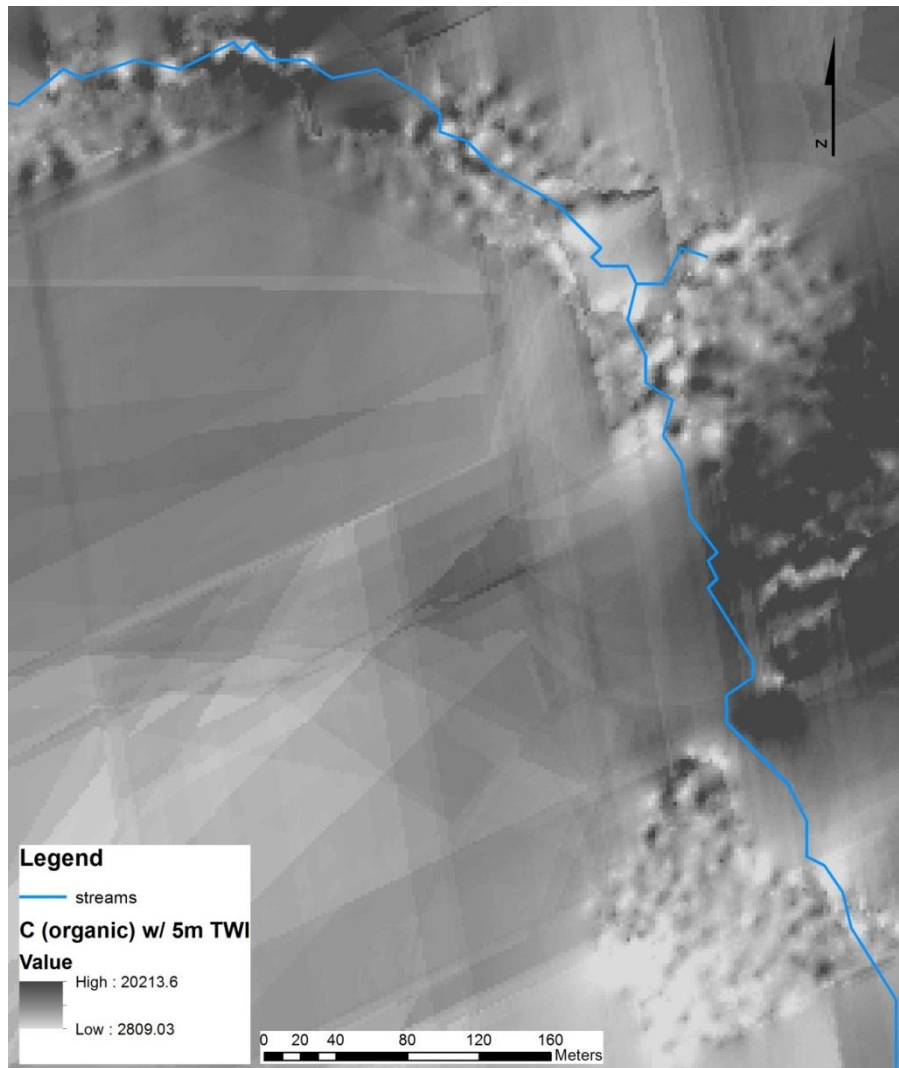 N
Legend
streams
C (organic) w/ 5m TWI
Value
High : 20213.6
Low : 2809.03
0 20 40 80 120 160
Meters